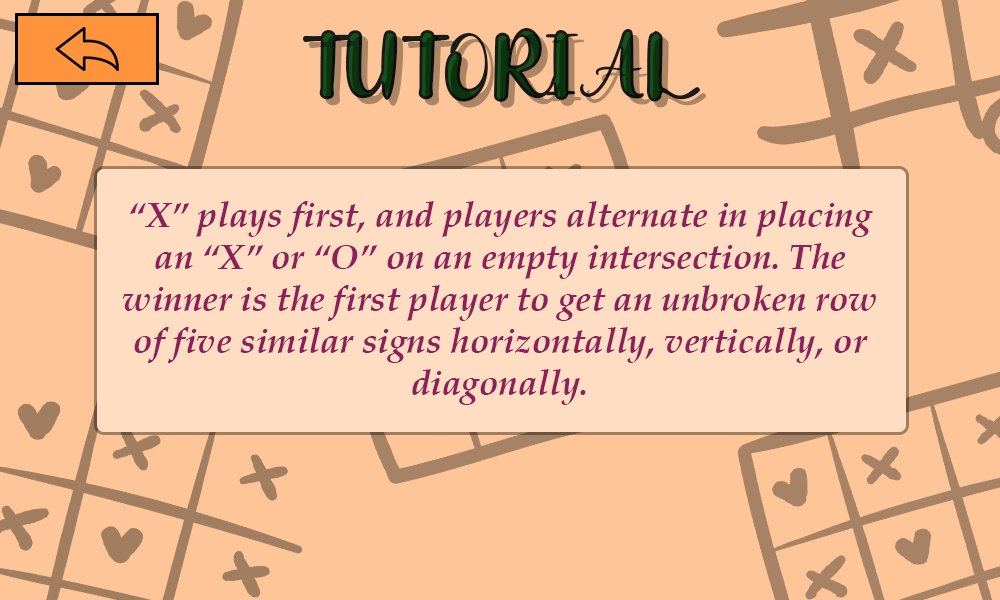 TUTORIAL
“X” plays first, and players alternate in placing
an “X” or “O” on an empty intersection. The
winner is the first player to get an unbroken row
of five similar signs horizontally, vertically, or
diagonally.